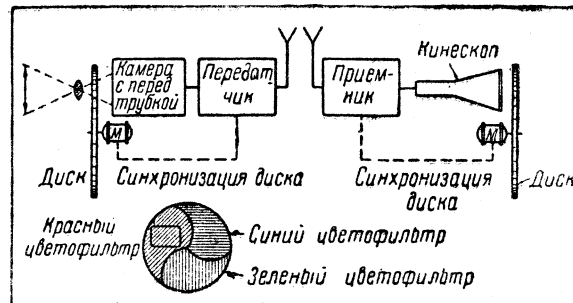 Камера
с перед
трубкой
Передат-
чик
Прием-
ник
Кинескоп
М
М
Диск
Синхронизация диска
Синхронизация
диска
Диск
Красный
цветофильтр
Синий цветофильтр
Зеленый цветофильтр